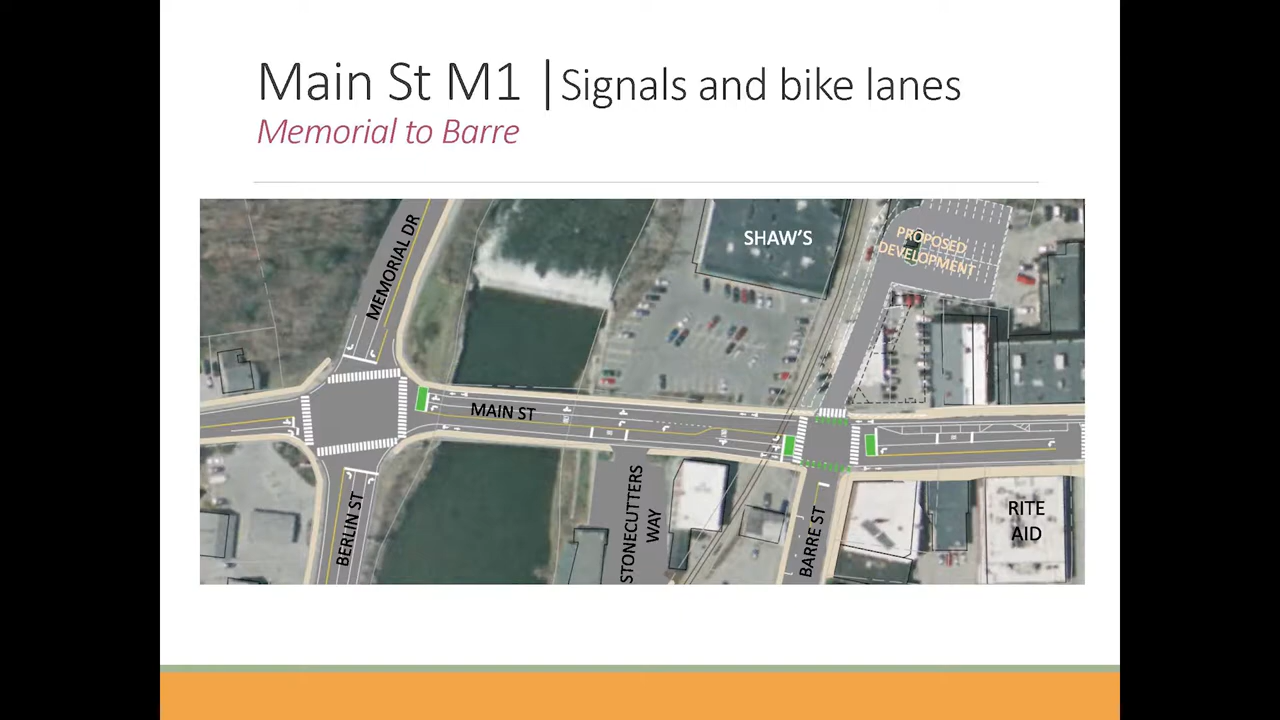 Main St M1 | Signals and bike lanes
Memorial to Barre
MEMORIAL DR
SHAW'S
PROPOSED
DEVELOPMENT
MAIN ST
BERLIN ST
STONECUTTERS
WAY
BARRE ST
RITE
AID